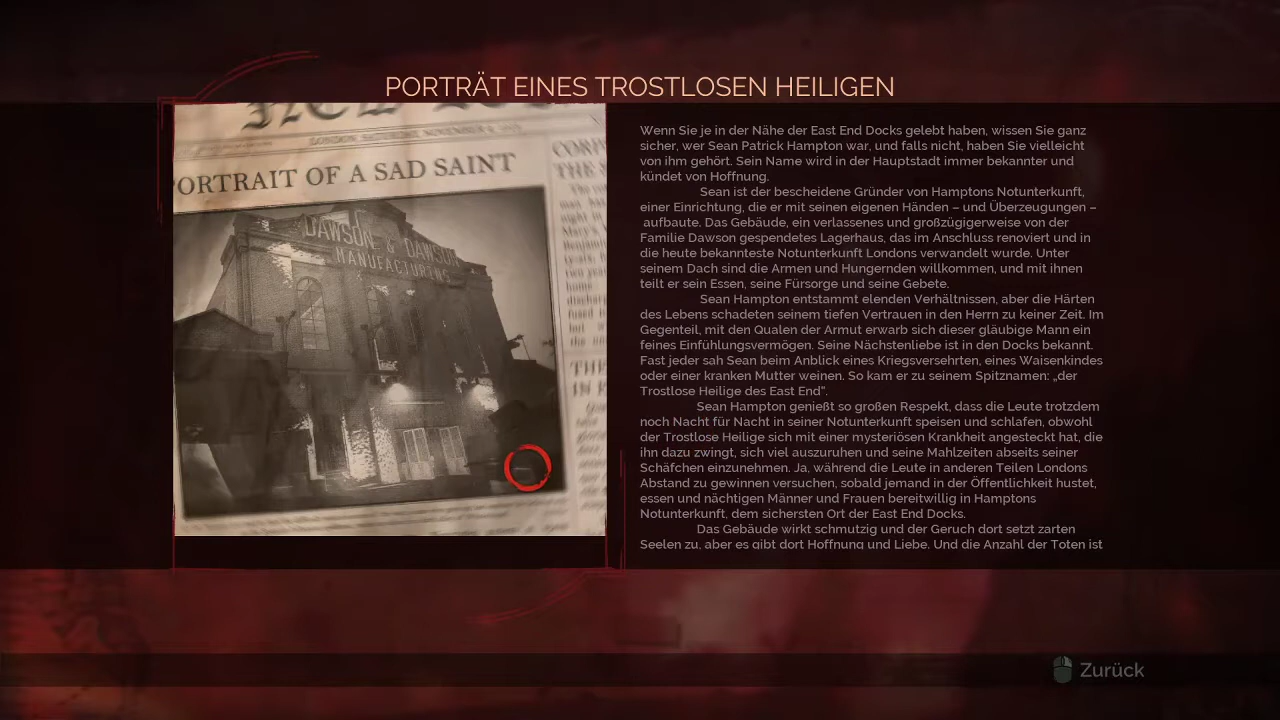 PORTRÄT EINES TROSTLOSEN HEILIGEN
PORTRAIT OF A SAD SAINT
DAWSON & DAWSON
MANUFACTURING
Wenn Sie je in der Nähe der East End Docks gelebt haben, wissen Sie ganz
sicher, wer Sean Patrick Hampton war, und falls nicht, haben Sie vielleicht
von ihm gehört. Sein Name wird in der Hauptstadt immer bekannter und
kündet von Hoffnung.
Sean ist der bescheidene Gründer von Hamptons Notunterkunft,
einer Einrichtung, die er mit seinen eigenen Händen – und Überzeugungen –
aufbaute. Das Gebäude, ein verlassenes und großzügigerweise von der
Familie Dawson gespendetes Lagerhaus, das im Anschluss renoviert und in
die heute bekannteste Notunterkunft Londons verwandelt wurde. Unter
seinem Dach sind die Armen und Hungernden willkommen, und mit ihnen
teilt er sein Essen, seine Fürsorge und seine Gebete.
Sean Hampton entstammt elenden Verhältnissen, aber die Härten
des Lebens schadeten seinem tiefen Vertrauen in den Herrn zu keiner Zeit. Im
Gegenteil, mit den Qualen der Armut erwarb sich dieser gläubige Mann ein
feines Einfühlungsvermögen. Seine Nächstenliebe ist in den Docks bekannt.
Fast jeder sah Sean beim Anblick eines Kriegsversehrten, eines Waisenkindes
oder einer kranken Mutter weinen. So kam er zu seinem Spitznamen: „der
Trostlose Heilige des East End".
Sean Hampton genießt so großen Respekt, dass die Leute trotzdem
noch Nacht für Nacht in seiner Notunterkunft speisen und schlafen, obwohl
der Trostlose Heilige sich mit einer mysteriösen Krankheit angesteckt hat, die
ihn dazu zwingt, sich viel auszuruhen und seine Mahlzeiten abseits seiner
Schäfchen einzunehmen. Ja, während die Leute in anderen Teilen Londons
Abstand zu gewinnen versuchen, sobald jemand in der Öffentlichkeit hustet,
essen und nächtigen Männer und Frauen bereitwillig in Hamptons
Notunterkunft, dem sichersten Ort der East End Docks.
Das Gebäude wirkt schmutzig und der Geruch dort setzt zarten
Seelen zu, aber es gibt dort Hoffnung und Liebe. Und die Anzahl der Toten ist
Zurück